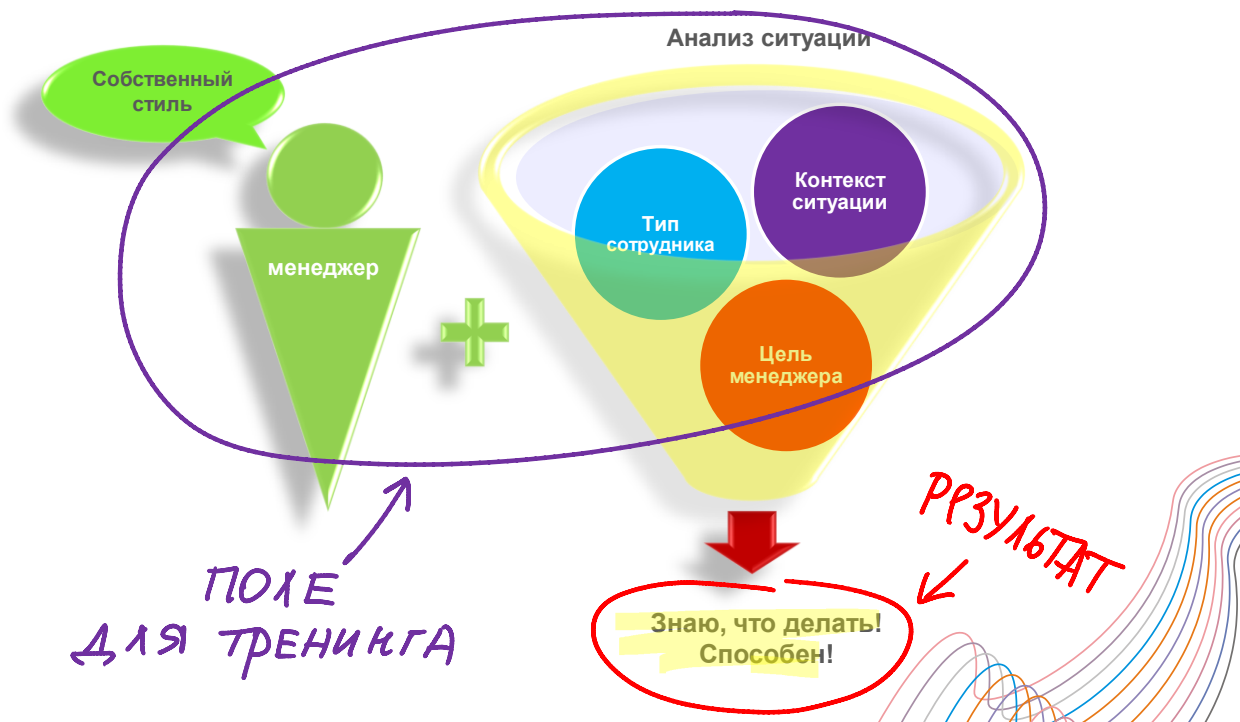 Анализ ситуации
Собственный
стиль
менеджер
Контекст
ситуации
Тип
сотрудника
Цель
менеджера
ПОЛЕ
ДЛЯ ТРЕНИНГА
РЕЗУЛЬТАТ
Знаю, что делать!
Способен!